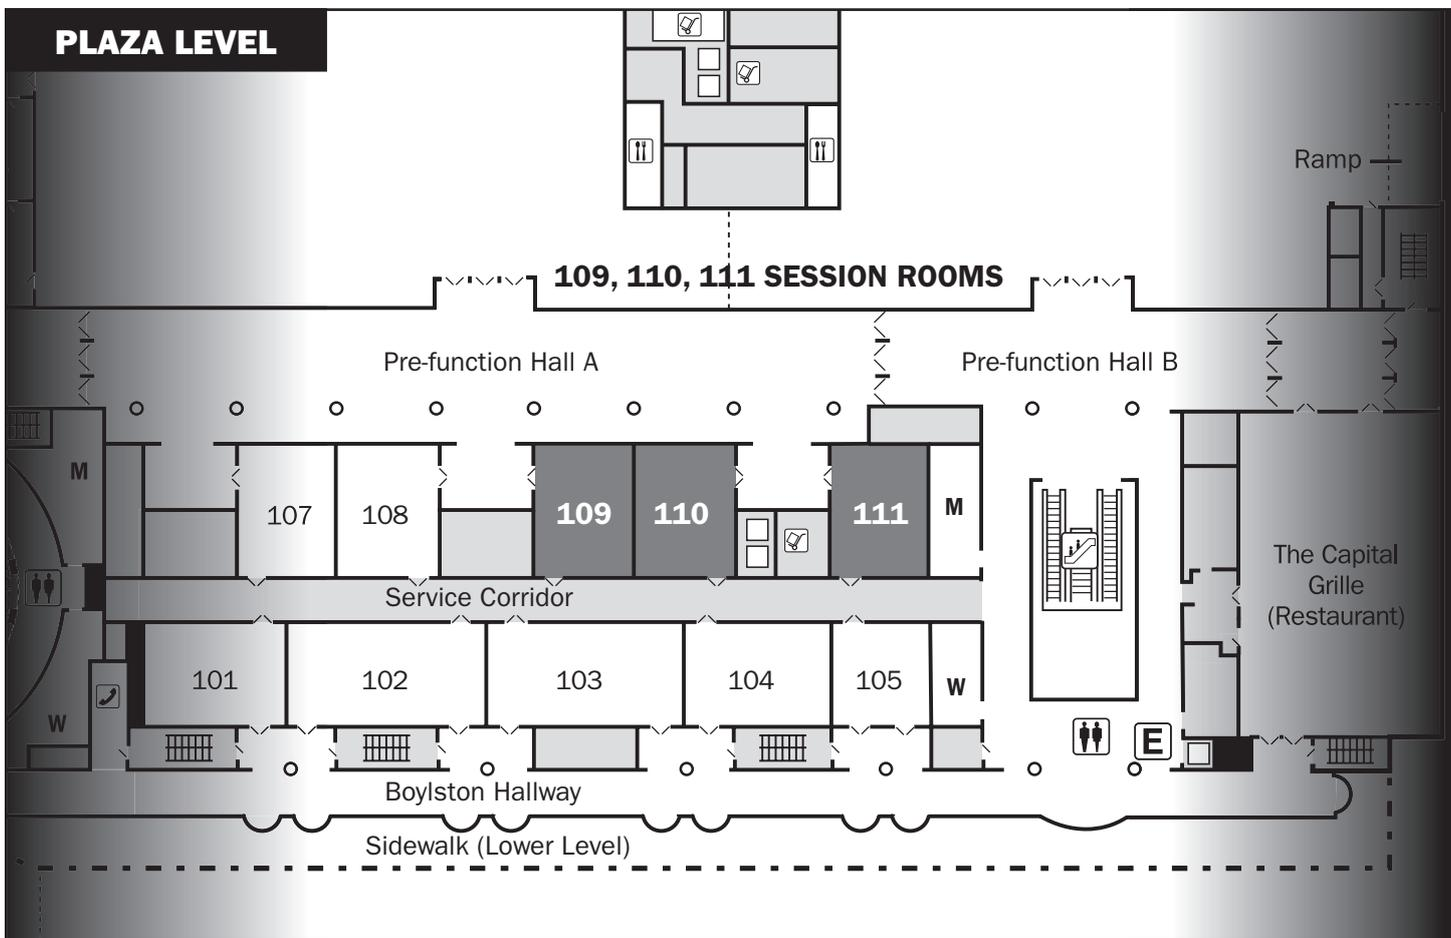 PLAZA LEVEL
Ramp
109, 110, 111 SESSION ROOMS
Pre-function Hall A
Pre-function Hall B
M
107
108
109
110
111
M
The Capital
Grille
(Restaurant)
Service Corridor
101
102
103
104
105
W
W
E
Boylston Hallway
Sidewalk (Lower Level)